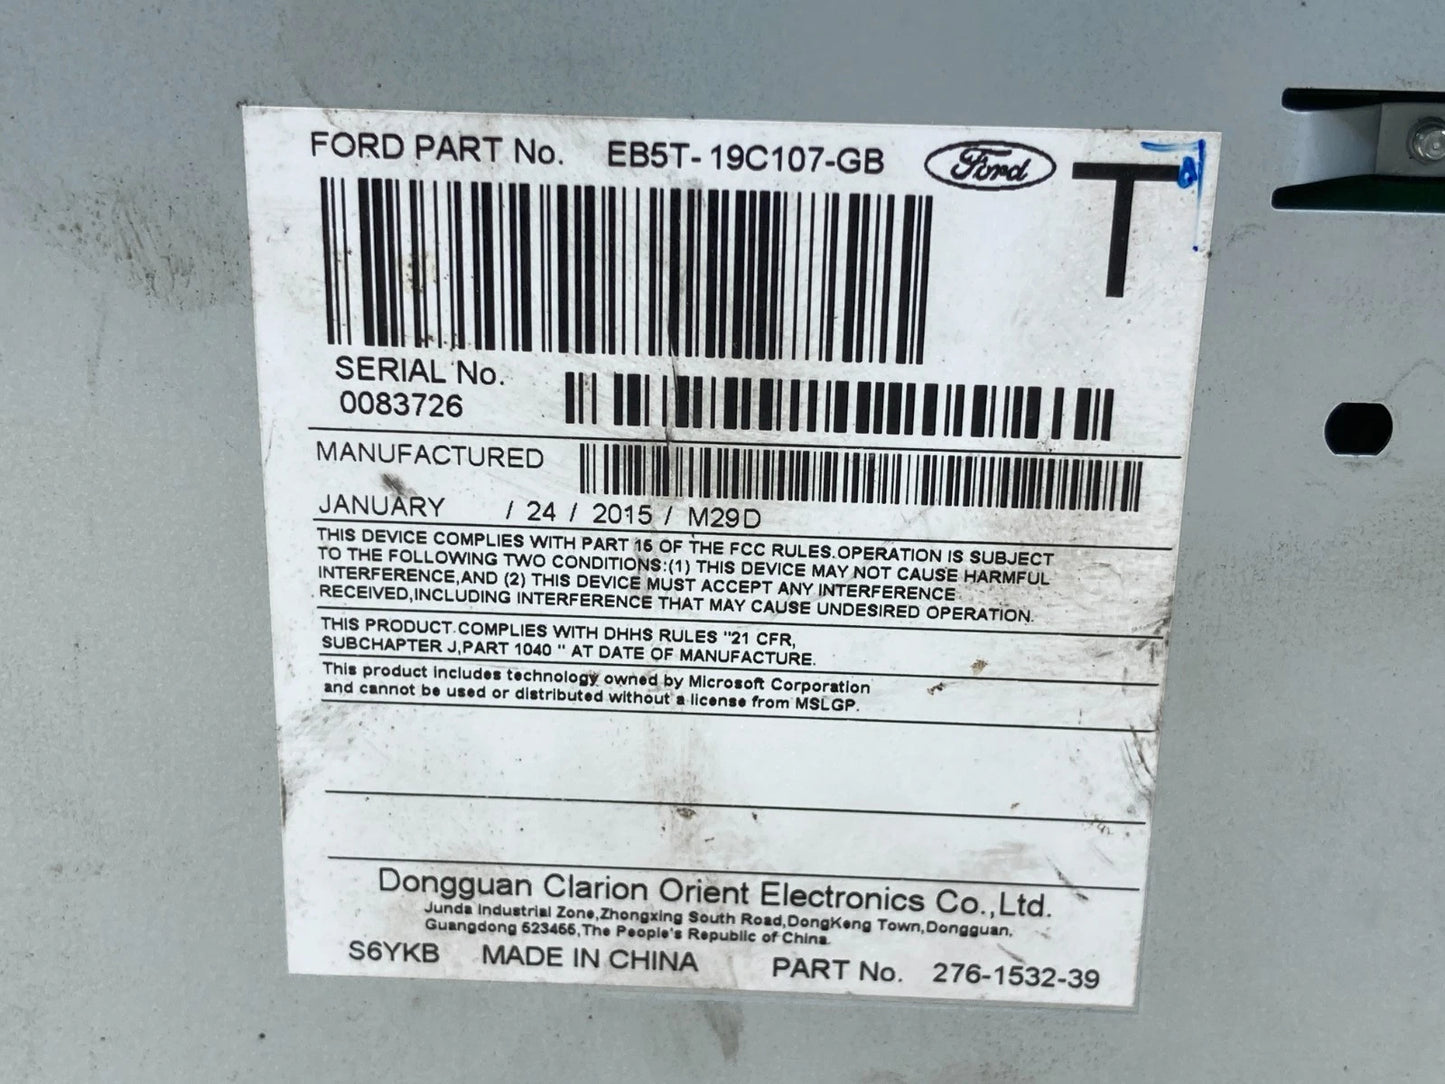 FORD PART No. EB5T-19C107-GB Ford T
SERIAL No.
0083726
MANUFACTURED
JANUARY / 24 / 2015 / M29D
THIS DEVICE COMPLIES WITH PART 15 OF THE FCC RULES.OPERATION IS SUBJECT
TO THE FOLLOWING TWO CONDITIONS:(1) THIS DEVICE MAY NOT CAUSE HARMFUL
INTERFERENCE,AND (2) THIS DEVICE MUST ACCEPT ANY INTERFERENCE
RECEIVED,INCLUDING INTERFERENCE THAT MAY CAUSE UNDESIRED OPERATION.
THIS PRODUCT COMPLIES WITH DHHS RULES "21 CFR,
SUBCHAPTER J,PART 1040 " AT DATE OF MANUFACTURE.
This product includes technology owned by Microsoft Corporation
and cannot be used or distributed without a license from MSLGP.
Dongguan Clarion Orient Electronics Co.,Ltd.
Junda Industrial Zone,Zhongxing South Road,DongKeng Town,Dongguan,
Guangdong 523455,The People's Republic of China.
S6YKB MADE IN CHINA PART No. 276-1532-39